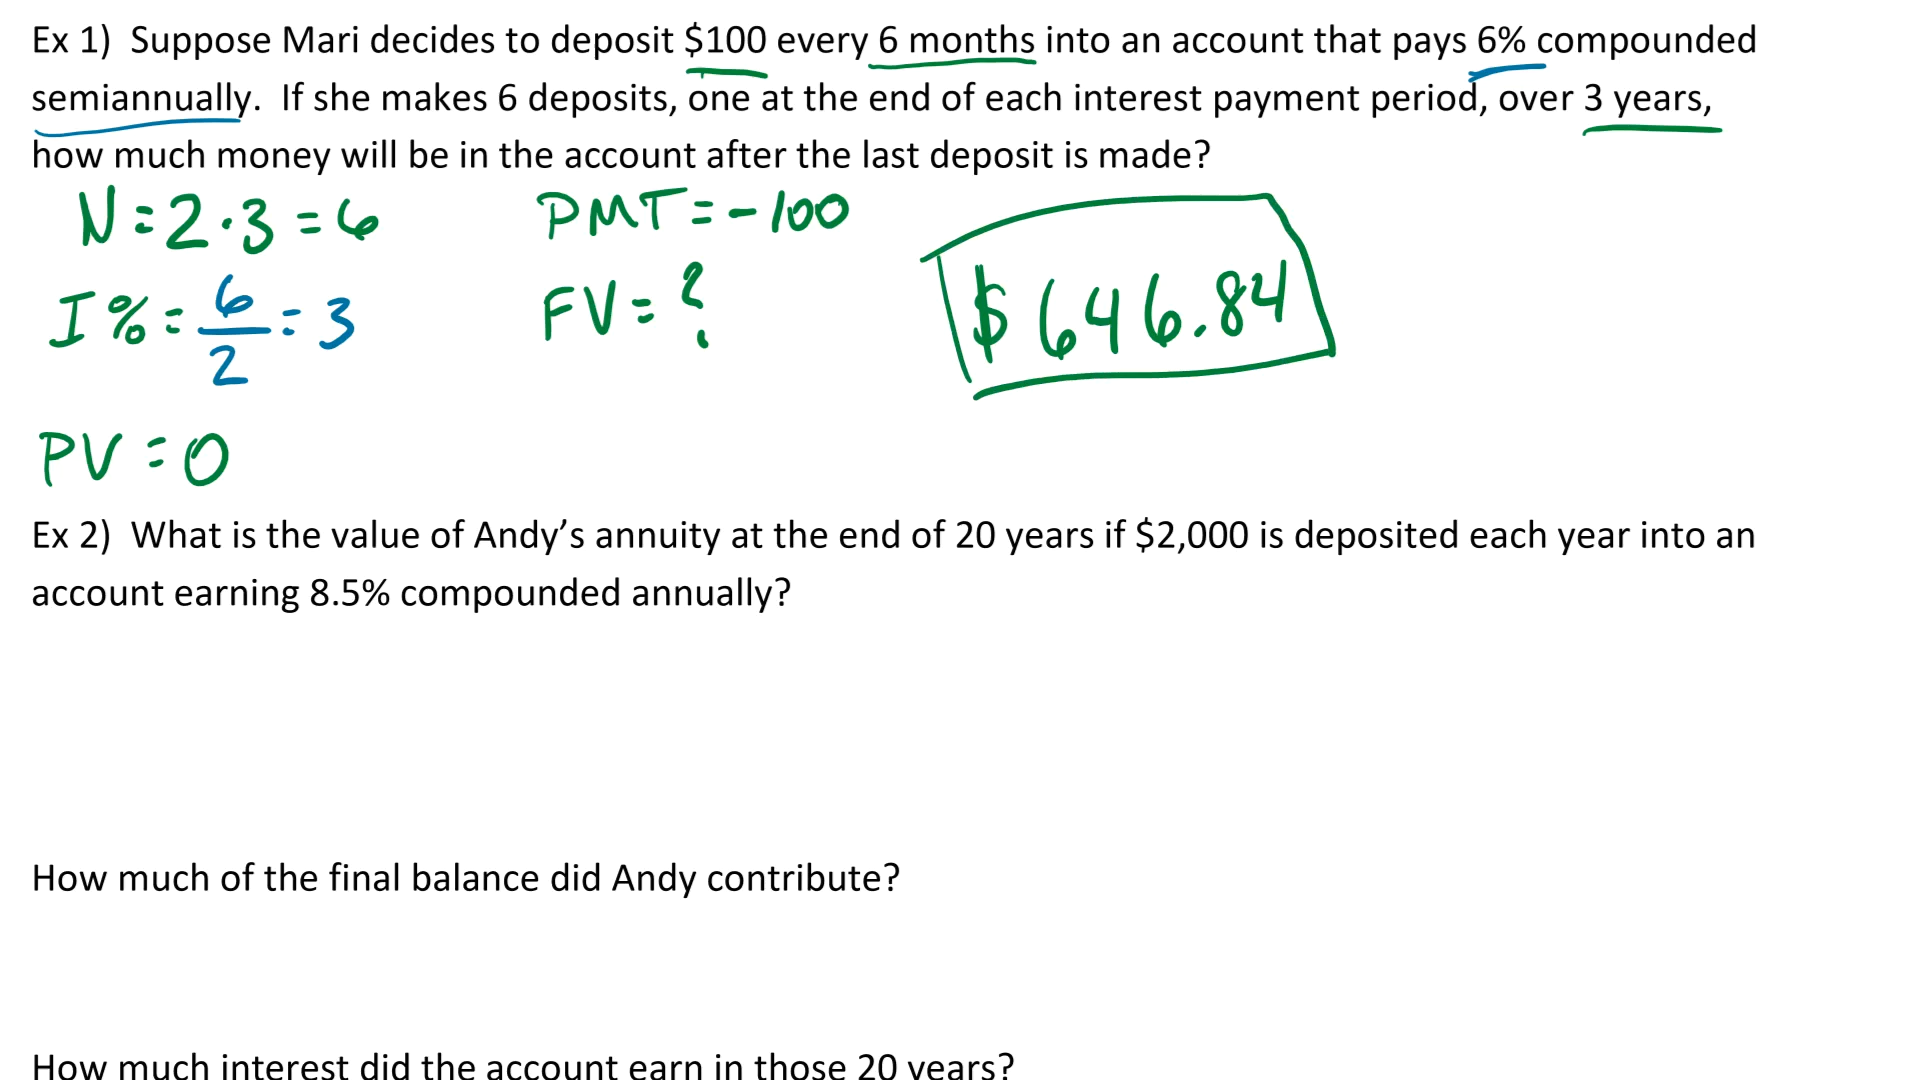 Ex 1) Suppose Mari decides to deposit $100 every 6 months into an account that pays 6% compounded
semiannually. If she makes 6 deposits, one at the end of each interest payment period, over 3 years,
how much money will be in the account after the last deposit is made?
N = 2 · 3 = 6
PMT = -100
I% = 6/2 = 3
FV = ?
$646.84
PV = 0
Ex 2) What is the value of Andy’s annuity at the end of 20 years if $2,000 is deposited each year into an
account earning 8.5% compounded annually?
How much of the final balance did Andy contribute?
How much interest did the account earn in those 20 years?